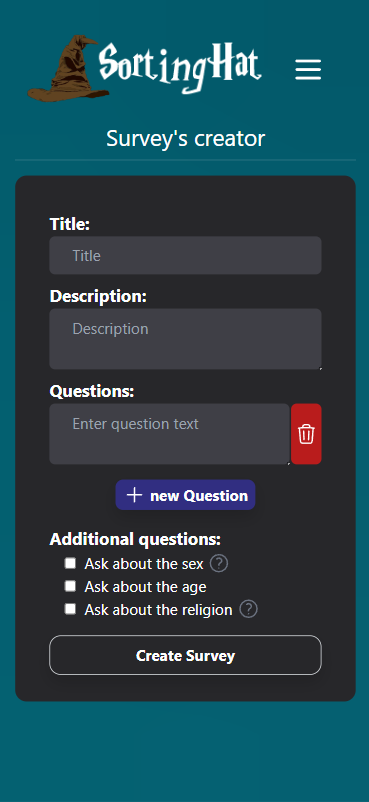 SortingHat
Survey's creator
Title:
Title
Description:
Description
Questions:
Enter question text
new Question
Additional questions:
Ask about the sex ?
Ask about the age
Ask about the religion ?
Create Survey